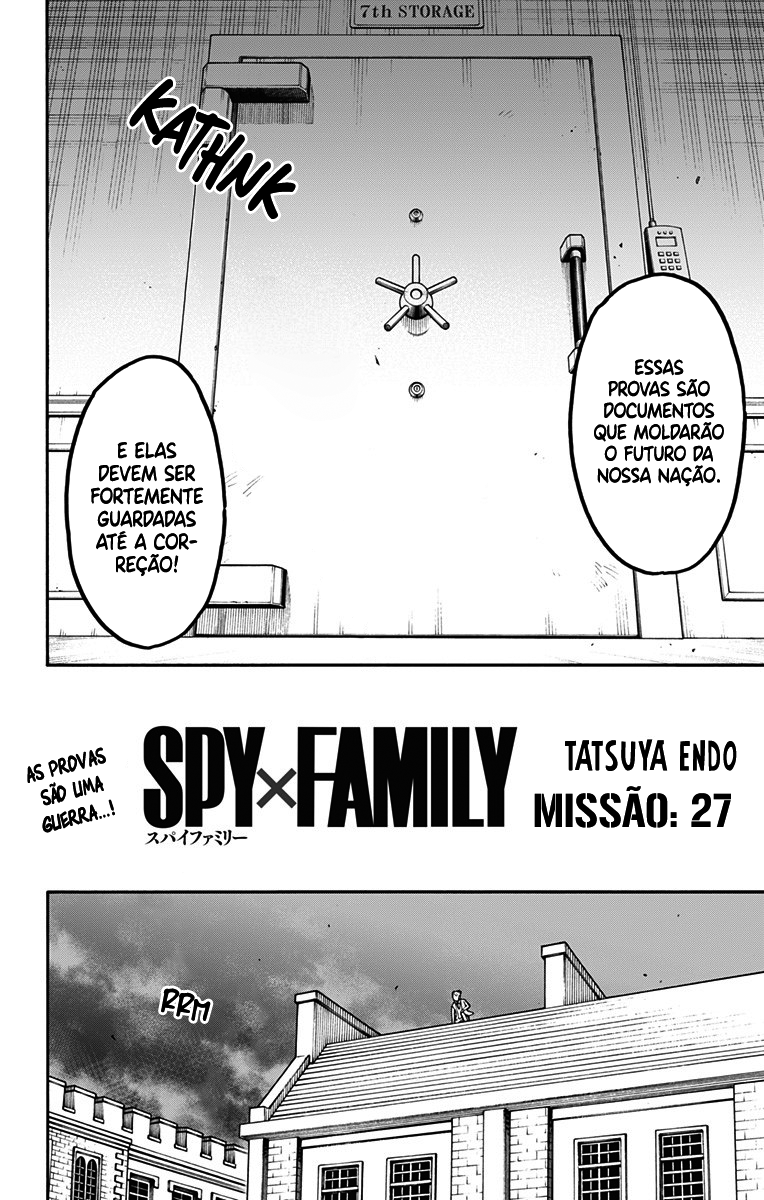 7th STORAGE
KATHNK
ESSAS
PROVAS SÃO
DOCUMENTOS
QUE MOLDARÃO
O FUTURO DA
NOSSA NAÇÃO.
E ELAS
DEVEM SER
FORTEMENTE
GUARDADAS
ATÉ A COR-
REÇÃO!
AS PROVAS
SÃO UMA
GUERRA...!
SPY×FAMILY
スパイファミリー
TATSUYA ENDO
MISSÃO: 27
RRM